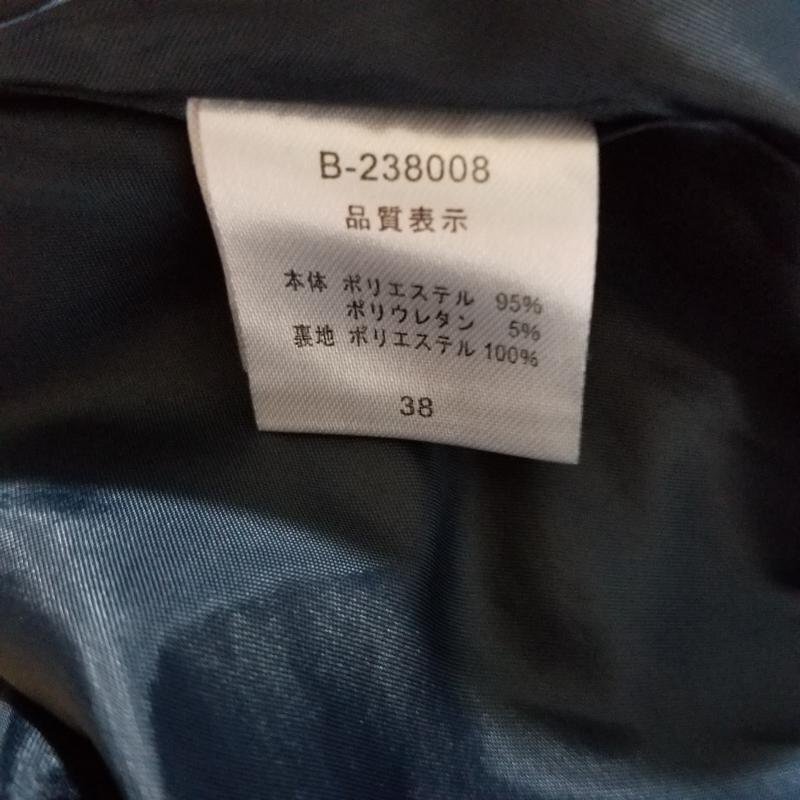 B-238008
品質表示
本体 ポリエステル 95%
ポリウレタン 5%
裏地 ポリエステル 100%
38